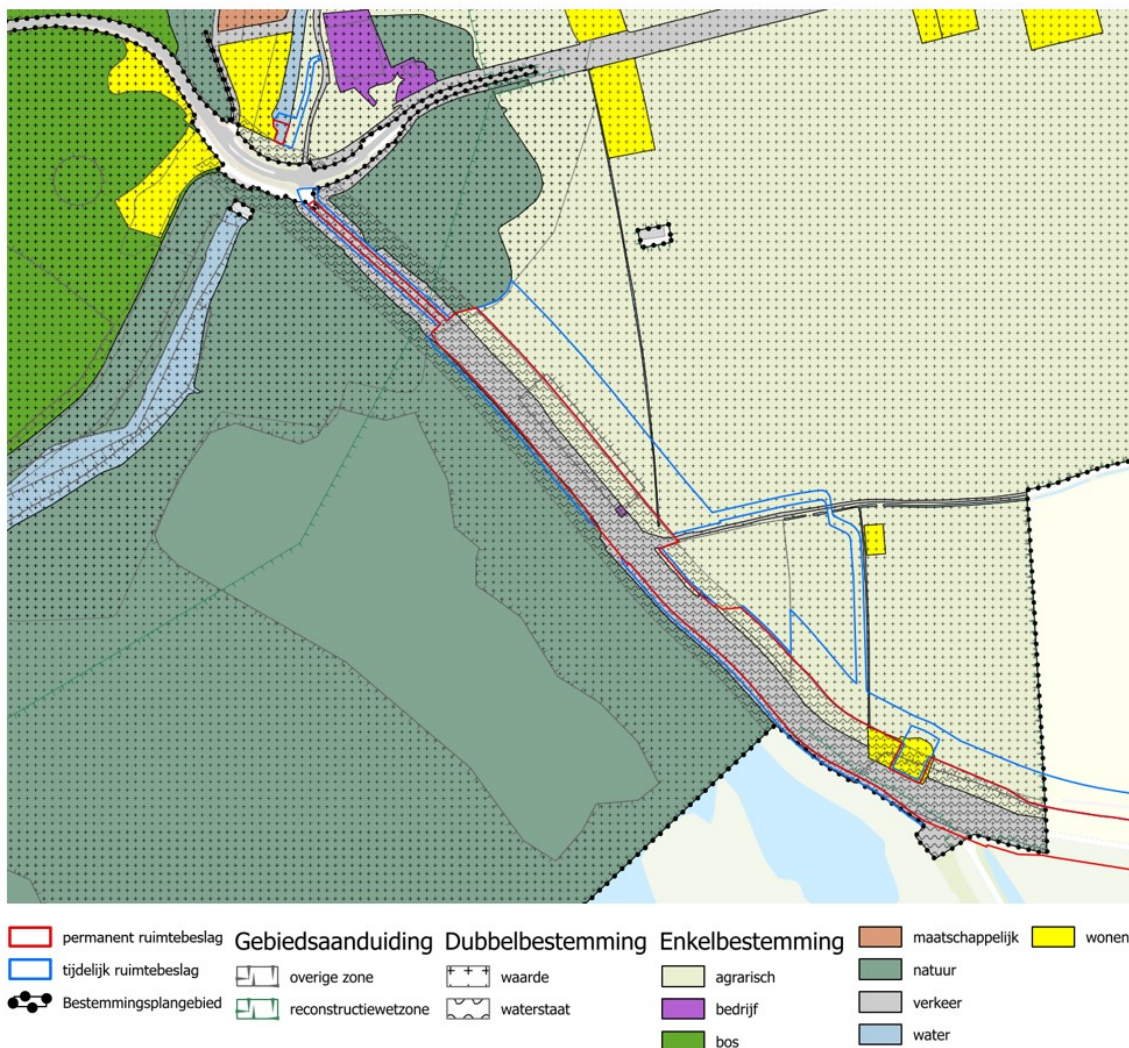 permanent ruimtebeslag
tijdelijk ruimtebeslag
Bestemmingsplangebied
Gebiedsaanduiding
overige zone
reconstructiewetzone
Dubbelbestemming
waarde
waterstaat
Enkelbestemming
agrarisch
bedrijf
bos
maatschappelijk
natuur
verkeer
water
wonen